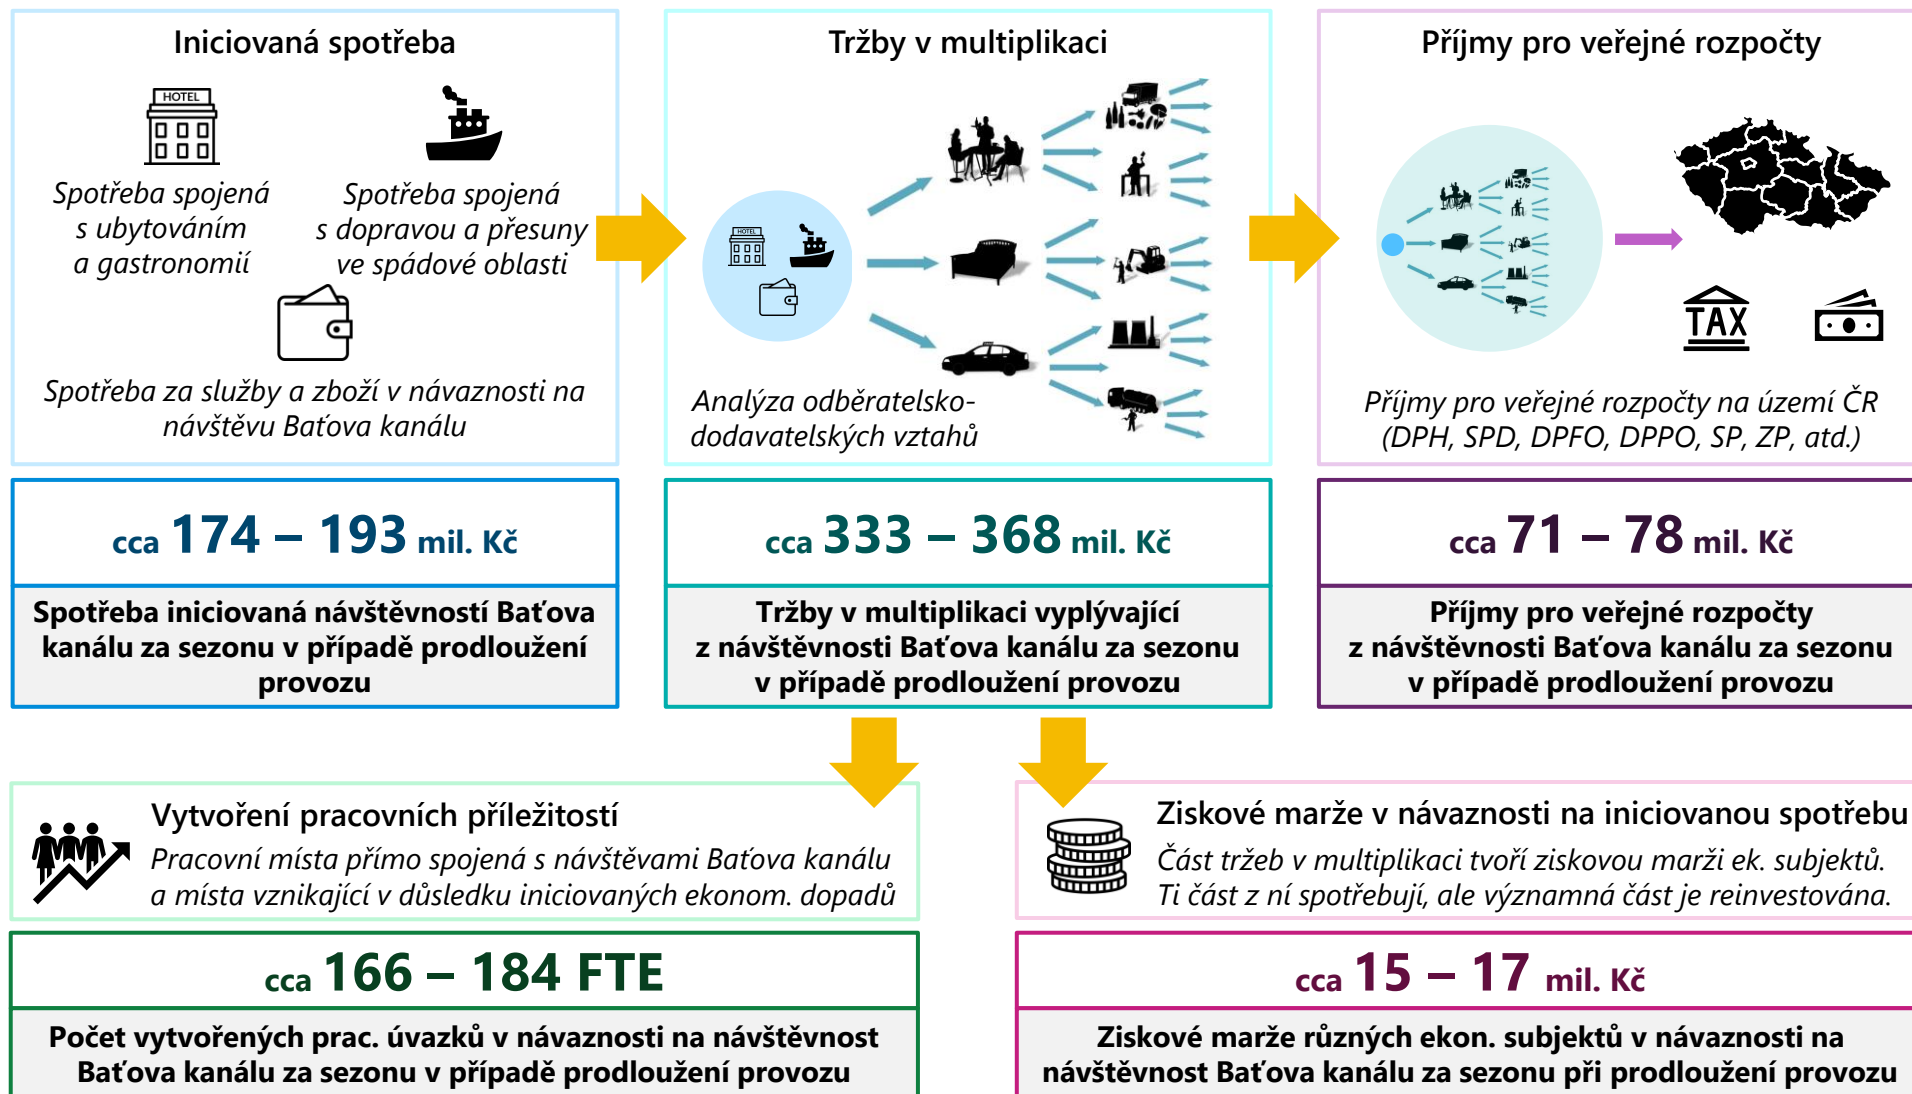 Iniciovaná spotřeba
HOTEL
Spotřeba spojená
s ubytováním
a gastronomií
Spotřeba spojená
s dopravou a přesuny
ve spádové oblasti
Spotřeba za služby a zboží v návaznosti na
návštěvu Baťova kanálu
cca 174 – 193 mil. Kč
Spotřeba iniciovaná návštěvností Baťova
kanálu za sezonu v případě prodloužení
provozu
Tržby v multiplikaci
HOTEL
Analýza odběratelsko-
dodavatelských vztahů
cca 333 – 368 mil. Kč
Tržby v multiplikaci vyplývající
z návštěvnosti Baťova kanálu za sezonu
v případě prodloužení provozu
Příjmy pro veřejné rozpočty
TAX
Příjmy pro veřejné rozpočty na území ČR
(DPH, SPD, DPFO, DPPO, SP, ZP, atd.)
cca 71 – 78 mil. Kč
Příjmy pro veřejné rozpočty
z návštěvnosti Baťova kanálu za sezonu
v případě prodloužení provozu
Vytvoření pracovních příležitostí
Pracovní místa přímo spojená s návštěvami Baťova kanálu
a místa vznikající v důsledku iniciovaných ekonom. dopadů
cca 166 – 184 FTE
Počet vytvořených prac. úvazků v návaznosti na návštěvnost
Baťova kanálu za sezonu v případě prodloužení provozu
Ziskové marže v návaznosti na iniciovanou spotřebu
Část tržeb v multiplikaci tvoří ziskovou marži ek. subjektů.
Ti část z ní spotřebují, ale významná část je reinvestována.
cca 15 – 17 mil. Kč
Ziskové marže různých ekon. subjektů v návaznosti na
návštěvnost Baťova kanálu za sezonu při prodloužení provozu